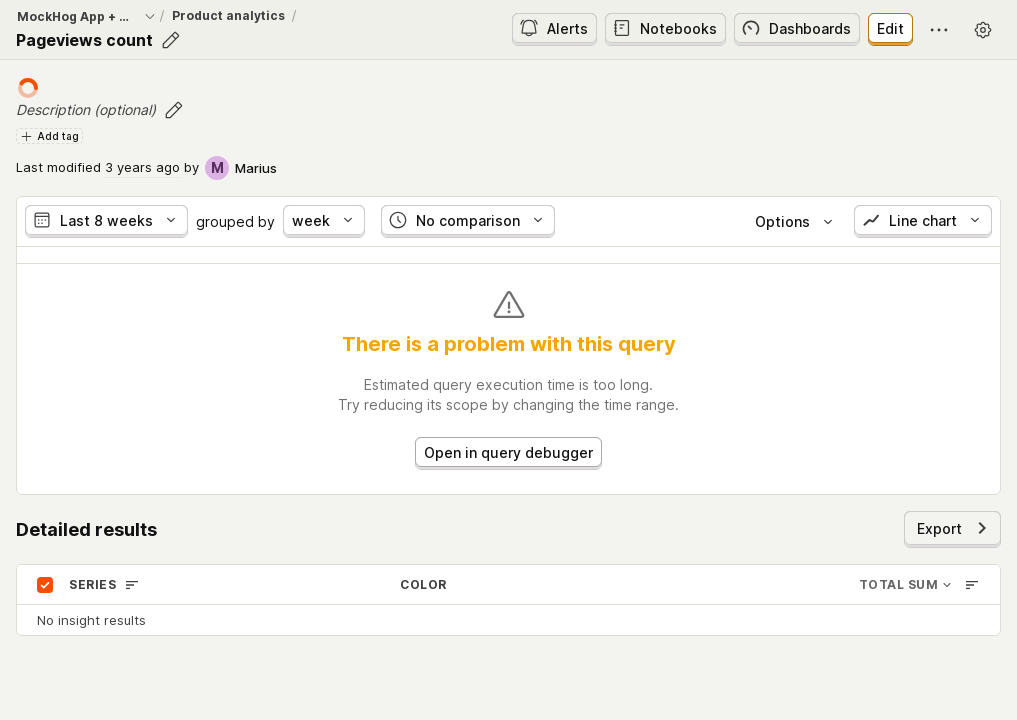 MockHog App + ... / Product analytics /
Pageviews count
Alerts Notebooks Dashboards Edit
Description (optional)
Add tag
Last modified 3 years ago by M Marius
Last 8 weeks grouped by week No comparison Options Line chart
There is a problem with this query
Estimated query execution time is too long.
Try reducing its scope by changing the time range.
Open in query debugger
Detailed results
Export
SERIES COLOR TOTAL SUM
No insight results